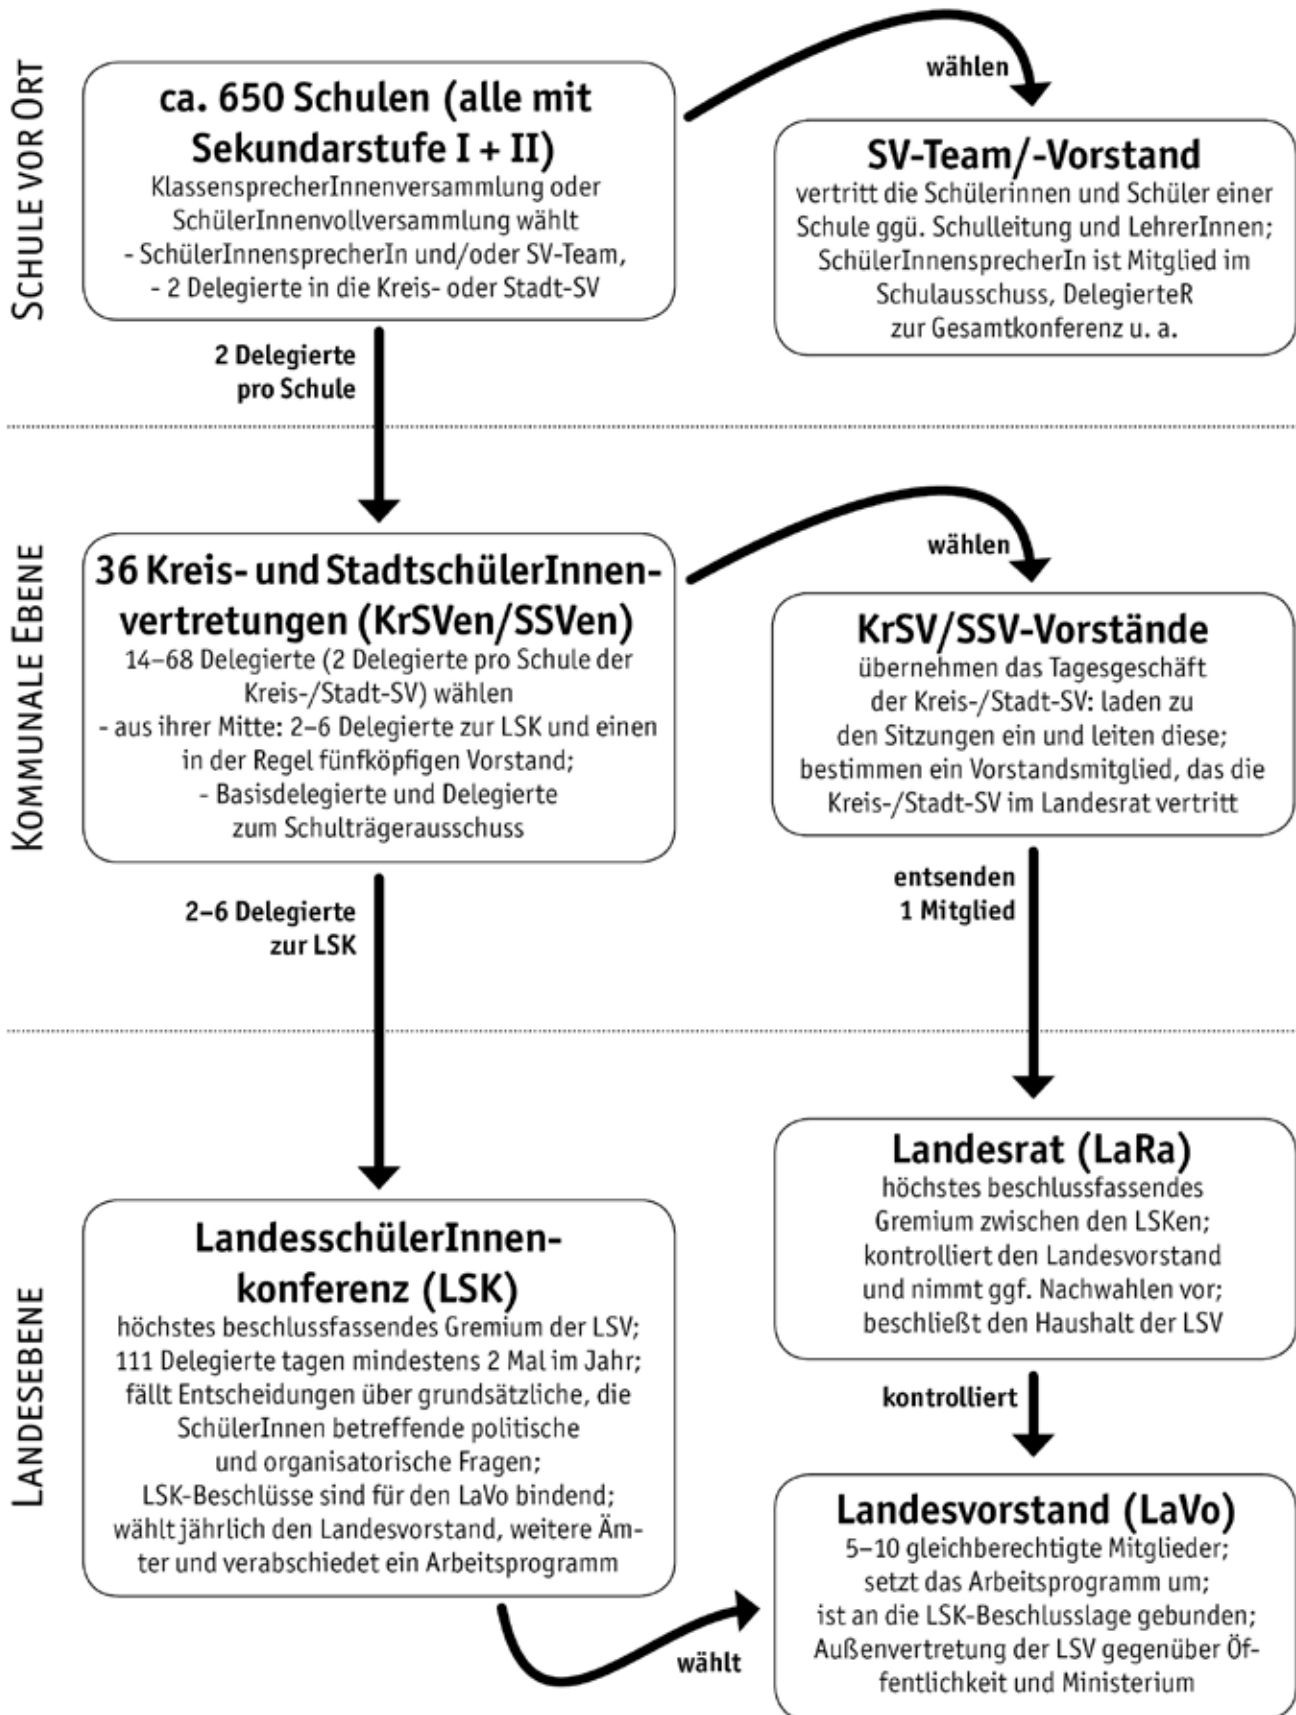 SCHULE VOR ORT
ca. 650 Schulen (alle mit
Sekundarstufe I + II)
KlassensprecherInnenversammlung oder
SchülerInnenvollversammlung wählt
- SchülerInnensprecherIn und/oder SV-Team,
- 2 Delegierte in die Kreis- oder Stadt-SV
wählen
SV-Team/-Vorstand
vertritt die Schülerinnen und Schüler einer
Schule ggü. Schulleitung und LehrerInnen;
SchülerInnensprecherIn ist Mitglied im
Schulausschuss, DelegierteR
zur Gesamtkonferenz u. a.
2 Delegierte
pro Schule
KOMMUNALE EBENE
36 Kreis- und StadtschülerInnen-
vertretungen (KrSVen/SSVen)
14–68 Delegierte (2 Delegierte pro Schule der
Kreis-/Stadt-SV) wählen
- aus ihrer Mitte: 2–6 Delegierte zur LSK und einen
in der Regel fünfköpfigen Vorstand;
- Basisdelegierte und Delegierte
zum Schulträgerausschuss
wählen
KrSV/SSV-Vorstände
übernehmen das Tagesgeschäft
der Kreis-/Stadt-SV: laden zu
den Sitzungen ein und leiten diese;
bestimmen ein Vorstandsmitglied, das die
Kreis-/Stadt-SV im Landesrat vertritt
2–6 Delegierte
zur LSK
entsenden
1 Mitglied
LANDESEBENE
LandesschülerInnen-
konferenz (LSK)
höchstes beschlussfassendes Gremium der LSV;
111 Delegierte tagen mindestens 2 Mal im Jahr;
fällt Entscheidungen über grundsätzliche, die
SchülerInnen betreffende politische
und organisatorische Fragen;
LSK-Beschlüsse sind für den LaVo bindend;
wählt jährlich den Landesvorstand, weitere Äm-
ter und verabschiedet ein Arbeitsprogramm
Landesrat (LaRa)
höchstes beschlussfassendes
Gremium zwischen den LSKen;
kontrolliert den Landesvorstand
und nimmt ggf. Nachwahlen vor;
beschließt den Haushalt der LSV
kontrolliert
wählt
Landesvorstand (LaVo)
5–10 gleichberechtigte Mitglieder;
setzt das Arbeitsprogramm um;
ist an die LSK-Beschlusslage gebunden;
Außenvertretung der LSV gegenüber Öf-
fentlichkeit und Ministerium